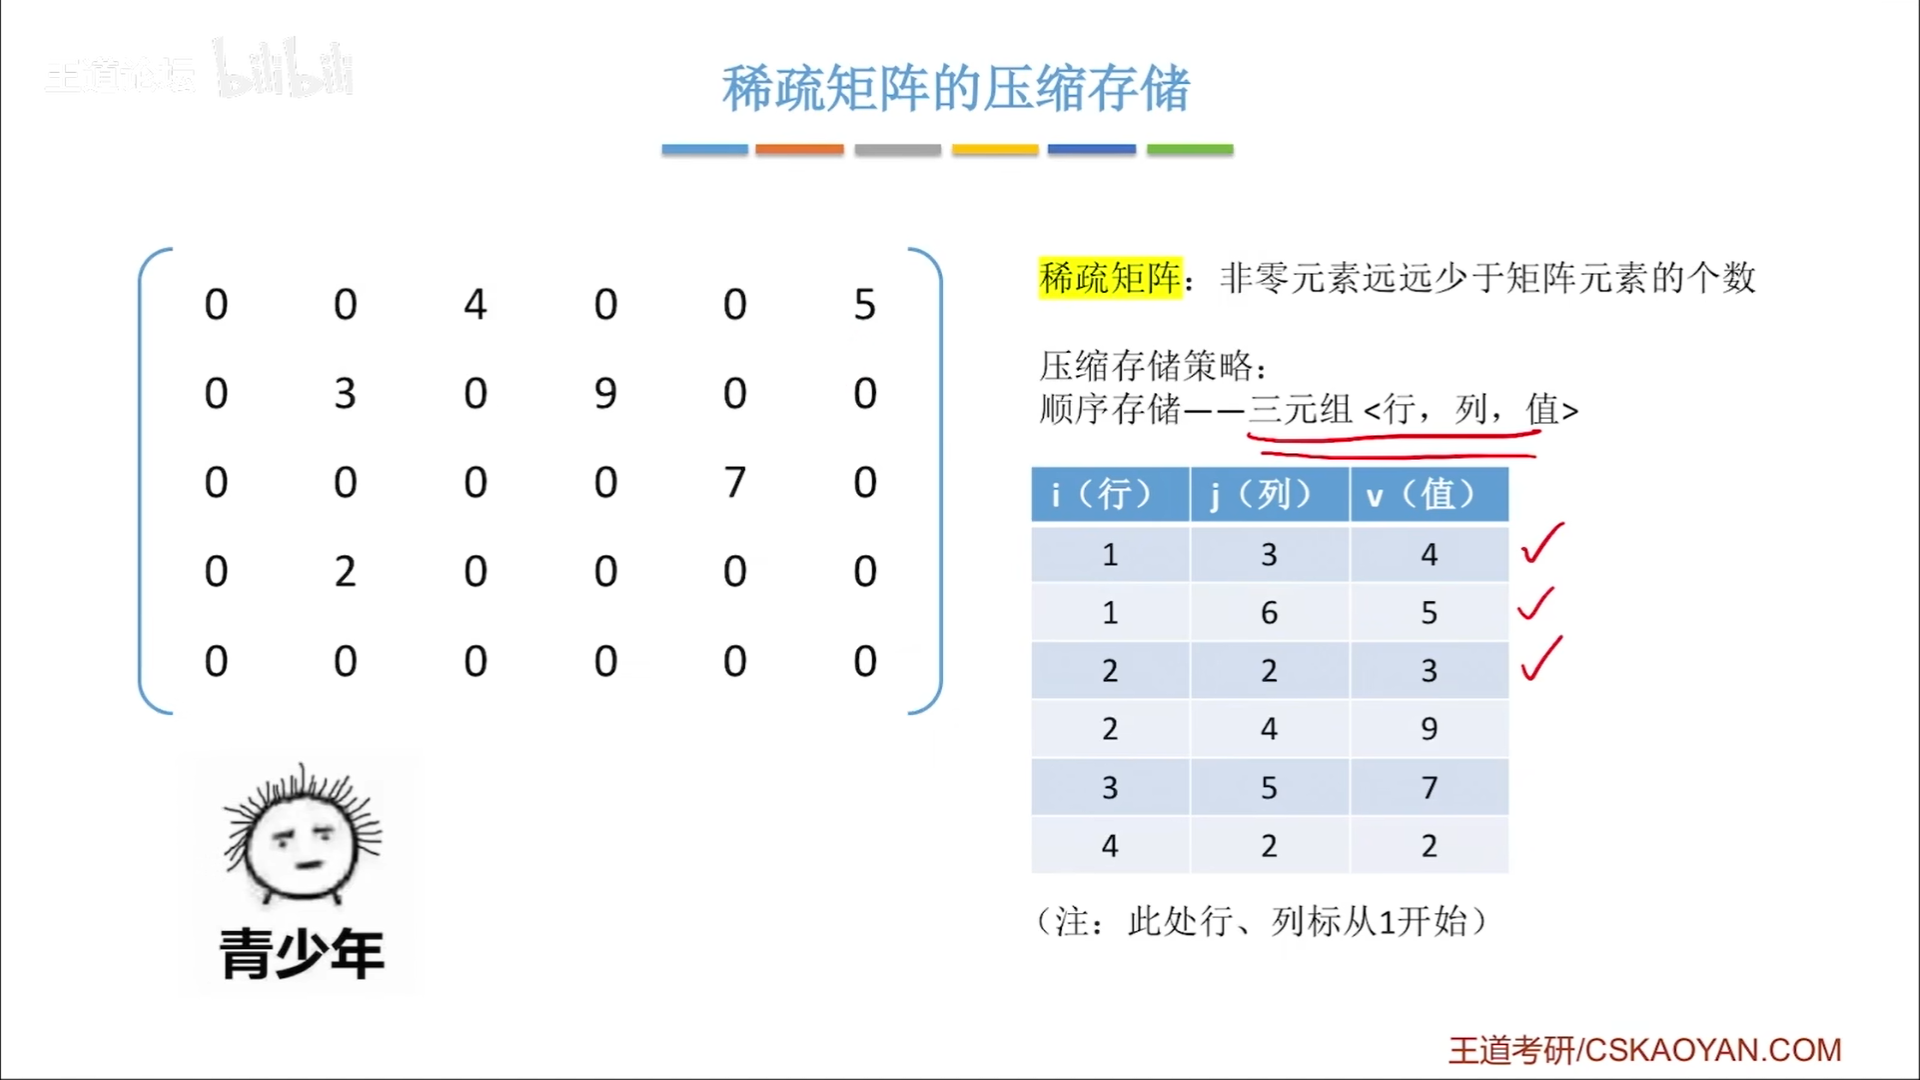 王道论坛 bilibili
稀疏矩阵的压缩存储
0 0 4 0 0 5
0 3 0 9 0 0
0 0 0 0 7 0
0 2 0 0 0 0
0 0 0 0 0 0
青少年
稀疏矩阵：非零元素远远少于矩阵元素的个数
压缩存储策略：
顺序存储——三元组 <行，列，值>
i（行） j（列） v（值）
1 3 4
1 6 5
2 2 3
2 4 9
3 5 7
4 2 2
（注：此处行、列标从1开始）
王道考研/CSKAOYAN.COM